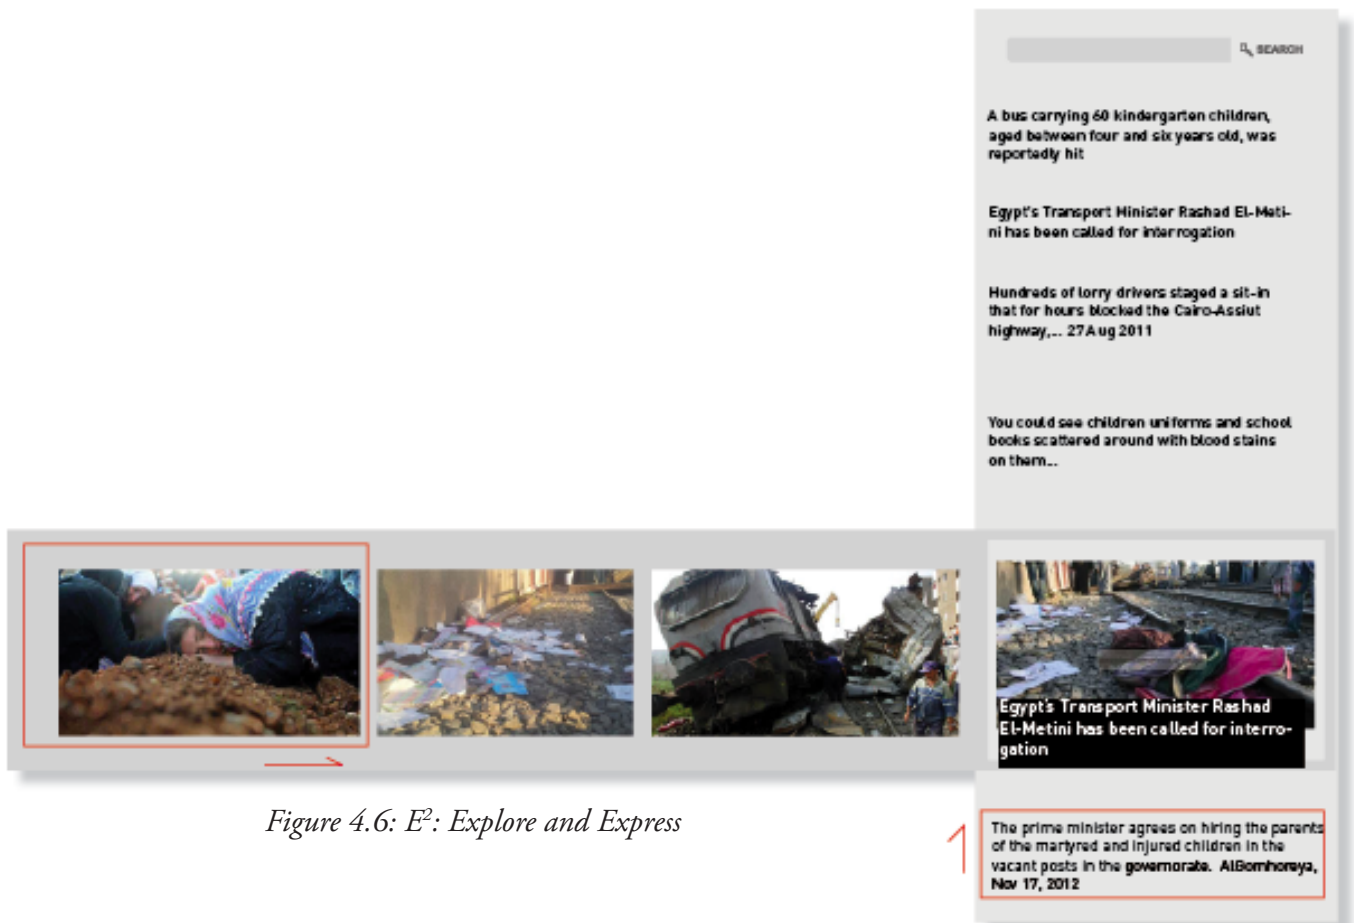 SEARCH
A bus carrying 60 kindergarten children,
aged between four and six years old, was
reportedly hit
Egypt's Transport Minister Rashad El-Meti-
ni has been called for interrogation
Hundreds of lorry drivers staged a sit-in
that for hours blocked the Cairo-Assiut
highway,... 27 Aug 2011
You could see children uniforms and school
books scattered around with blood stains
on them...
Egypt's Transport Minister Rashad
El-Metini has been called for interro-
gation
Figure 4.6: E²: Explore and Express
The prime minister agrees on hiring the parents
of the martyred and injured children in the
vacant posts in the governorate. AlGomhoreya,
Nov 17, 2012